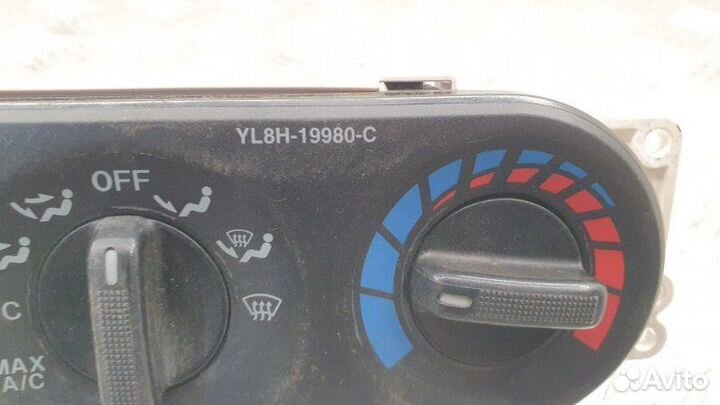 YL8H-19980-C
OFF
C
MAX
A/C
Avito